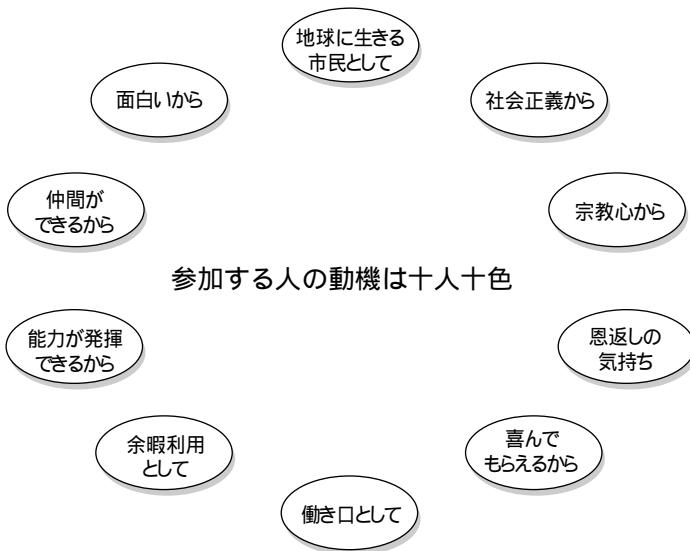 地球に生きる
市民として
面白いから
社会正義から
仲間が
できるから
宗教心から
参加する人の動機は十人十色
能力が発揮
できるから
恩返しの
気持ち
余暇利用
として
喜んで
もらえるから
働き口として